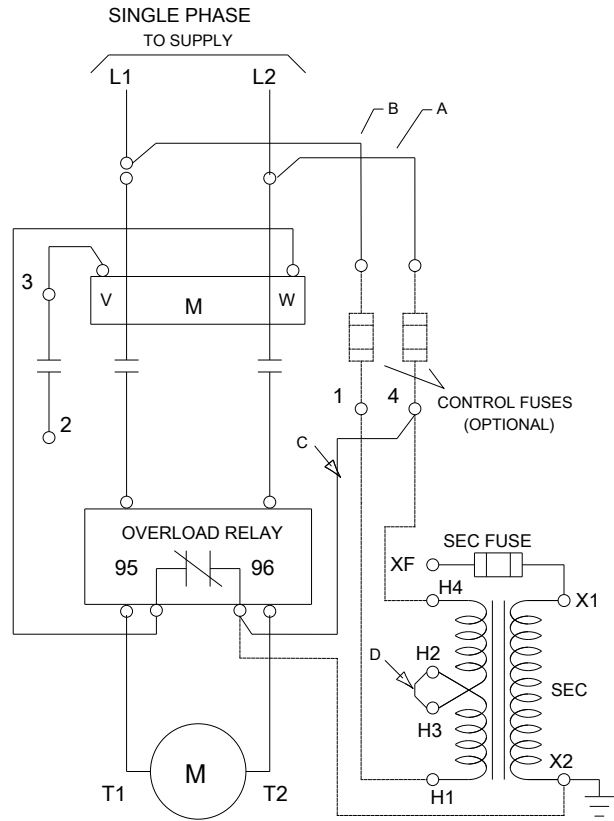 SINGLE PHASE
TO SUPPLY
L1 L2
B A
3
V M W
2
1 4
CONTROL FUSES
(OPTIONAL)
C
OVERLOAD RELAY
95 96
SEC FUSE
XF
H4 X1
D H2
SEC
H3
X2
H1
T1 M T2